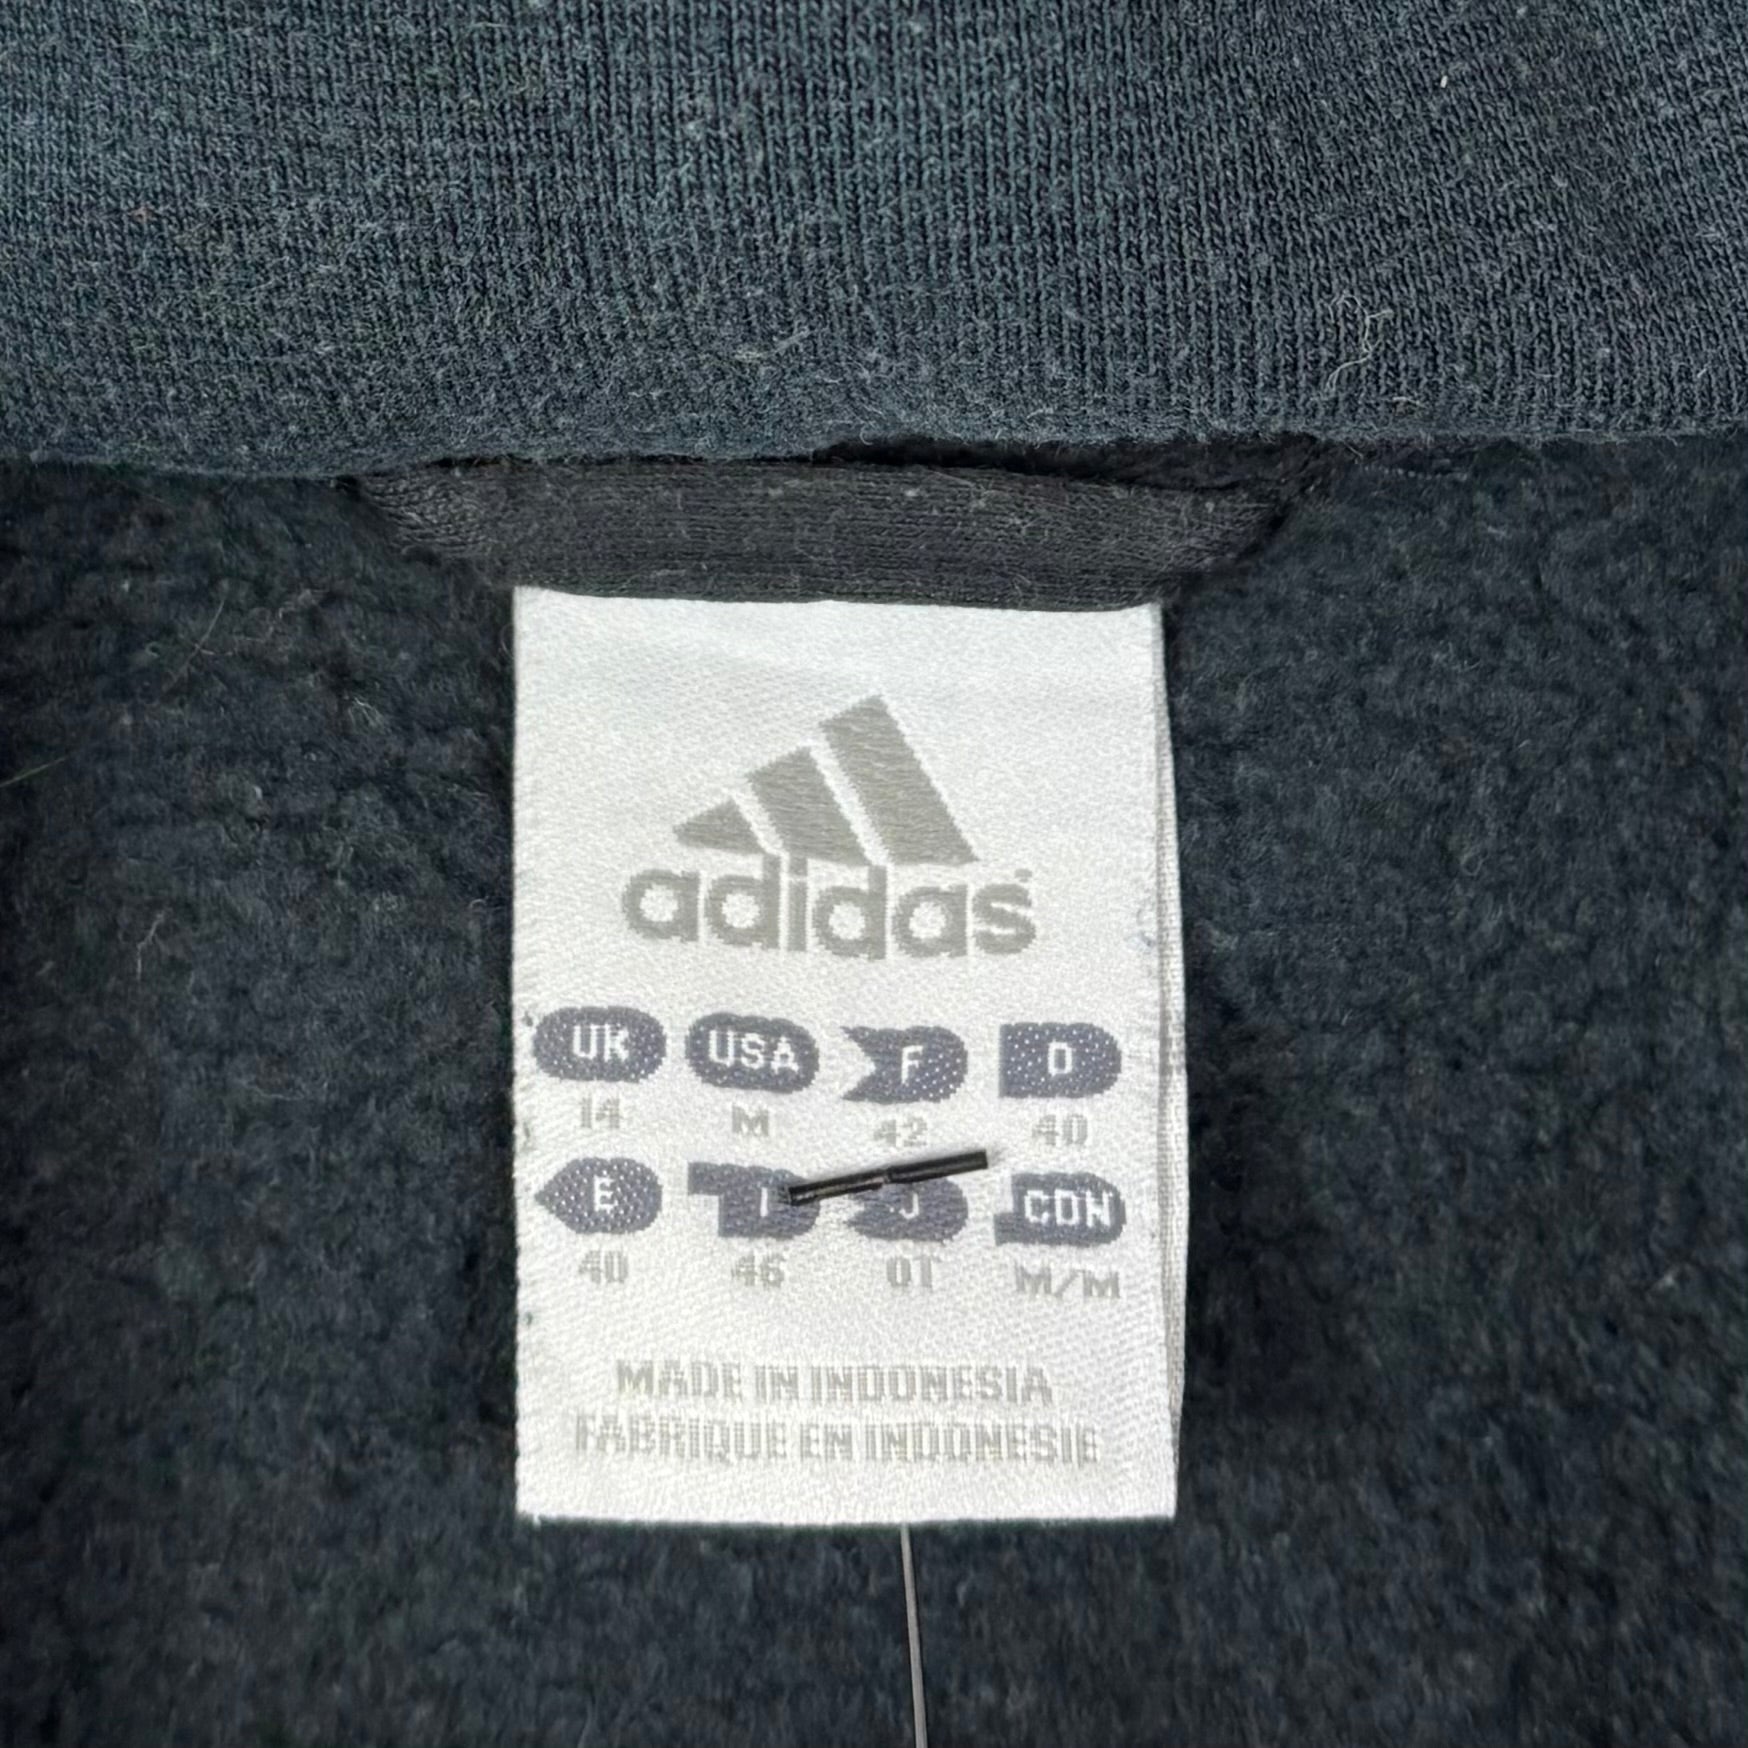 adidas
UK USA F D
14 M 42 40
E I J CDN
40 46 OT M/M
MADE IN INDONESIA
FABRIQUE EN INDONESIE